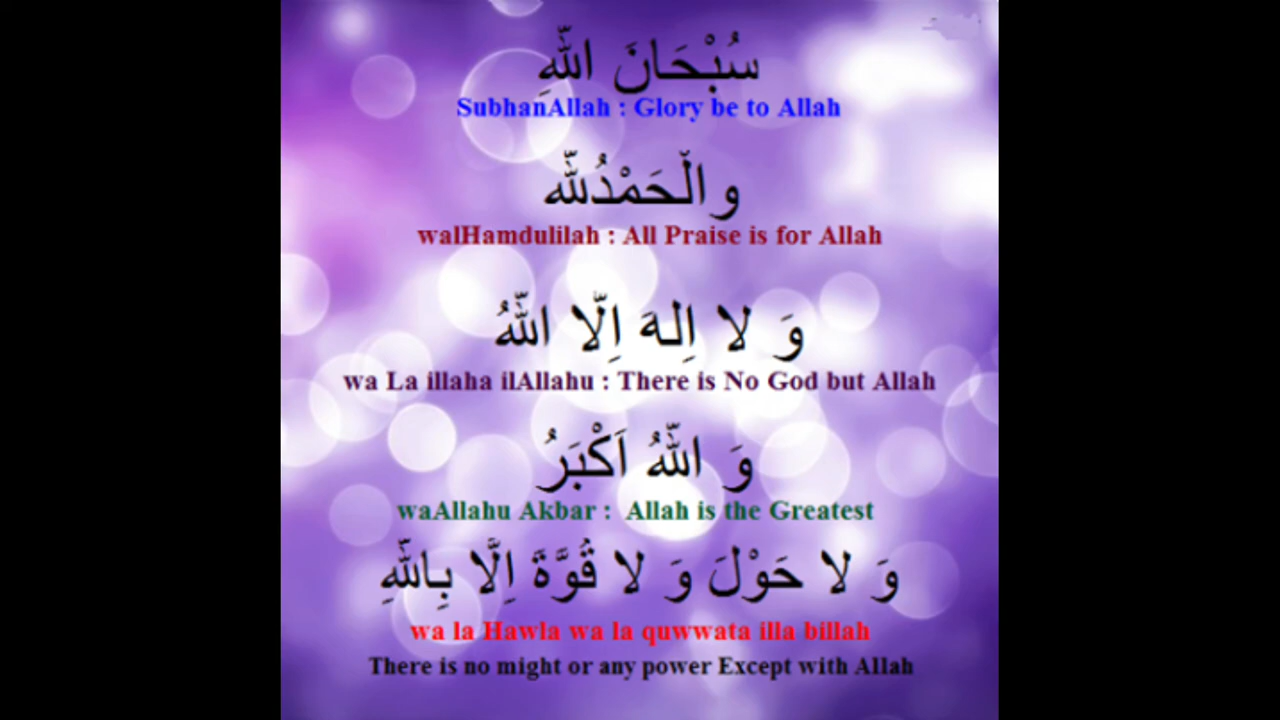 سُبْحَانَ اللّٰهِ
SubhanAllah : Glory be to Allah
والْحَمْدُلِلّٰه
walHamdulilah : All Praise is for Allah
وَ لا اِلهَ اِلّا اللّٰهُ
wa La illaha ilAllahu : There is No God but Allah
وَ اللّٰهُ اَكْبَرُ
waAllahu Akbar : Allah is the Greatest
وَ لا حَوْلَ وَ لا قُوَّةَ اِلَّا بِاللّٰهِ
wa la Hawla wa la quwwata illa billah
There is no might or any power Except with Allah